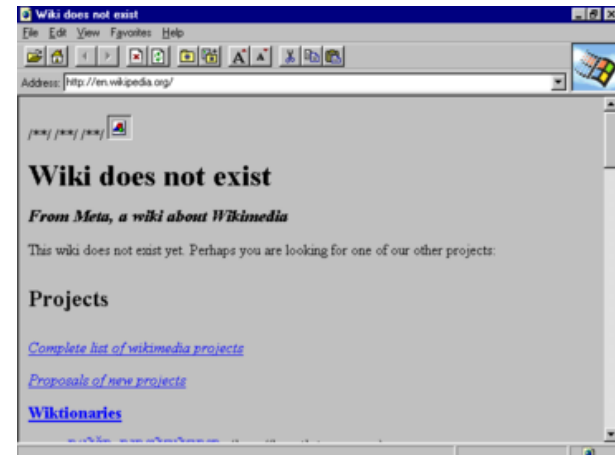 Wiki does not exist
File Edit View Favorites Help
Address: http://en.wikipedia.org/
/**/ /**/ /**/
Wiki does not exist
From Meta, a wiki about Wikimedia
This wiki does not exist yet. Perhaps you are looking for one of our other projects:
Projects
Complete list of wikimedia projects
Proposals of new projects
Wiktionaries